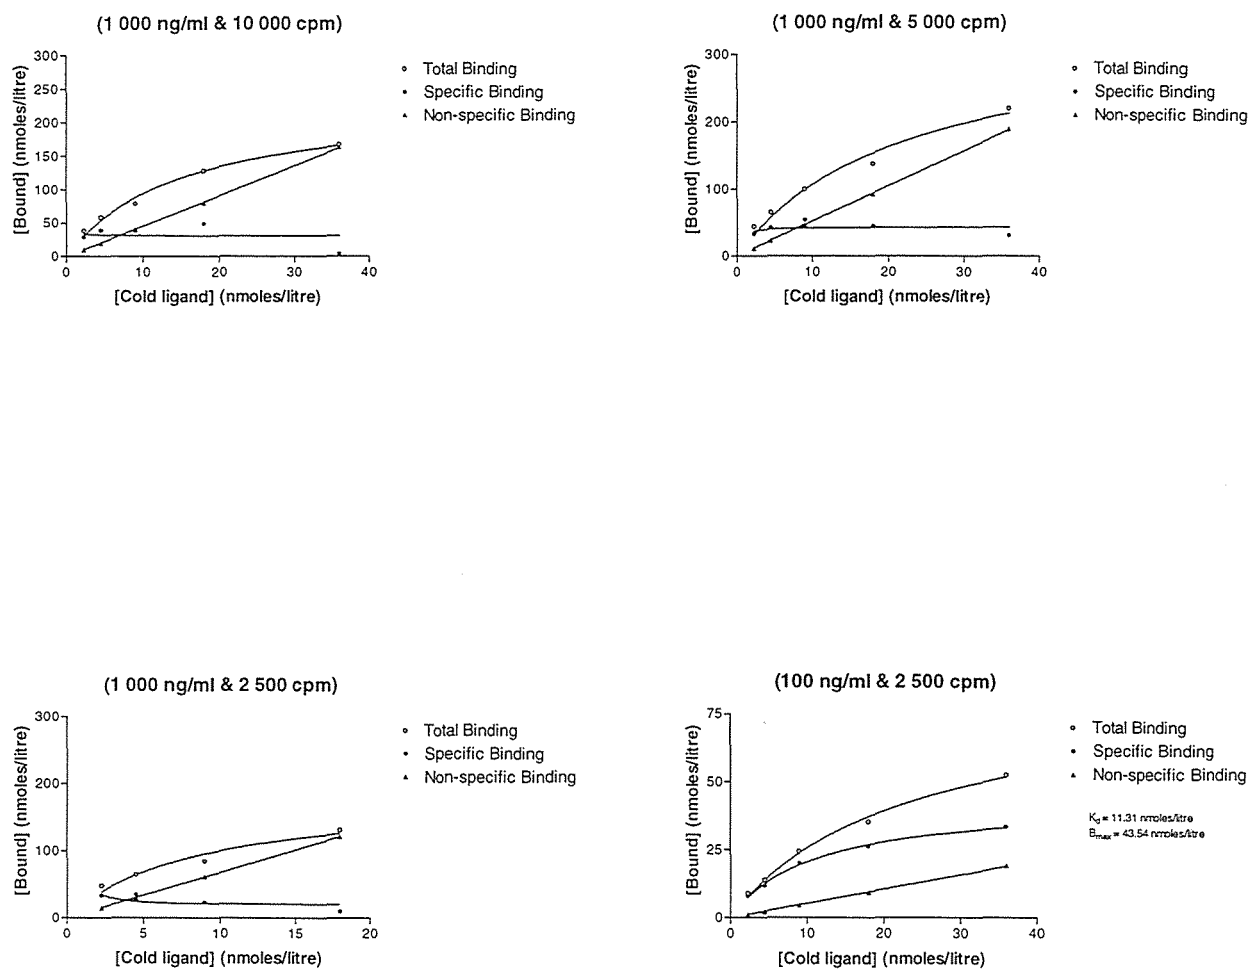 (1 000 ng/ml & 10 000 cpm)
300
250
200
150
100
50
0
0
10
20
30
40
[Bound] (nmoles/litre)
[Cold ligand] (nmoles/litre)
Total Binding
Specific Binding
Non-specific Binding
(1 000 ng/ml & 5 000 cpm)
300
200
100
0
0
10
20
30
40
[Bound] (nmoles/litre)
[Cold ligand] (nmoles/litre)
Total Binding
Specific Binding
Non-specific Binding
(1 000 ng/ml & 2 500 cpm)
300
200
100
0
0
5
10
15
20
[Bound] (nmoles/litre)
[Cold ligand] (nmoles/litre)
Total Binding
Specific Binding
Non-specific Binding
(100 ng/ml & 2 500 cpm)
75
50
25
0
0
10
20
30
40
[Bound] (nmoles/litre)
[Cold ligand] (nmoles/litre)
Total Binding
Specific Binding
Non-specific Binding
Kd = 11.31 nmoles/litre
Bmax = 43.54 nmoles/litre